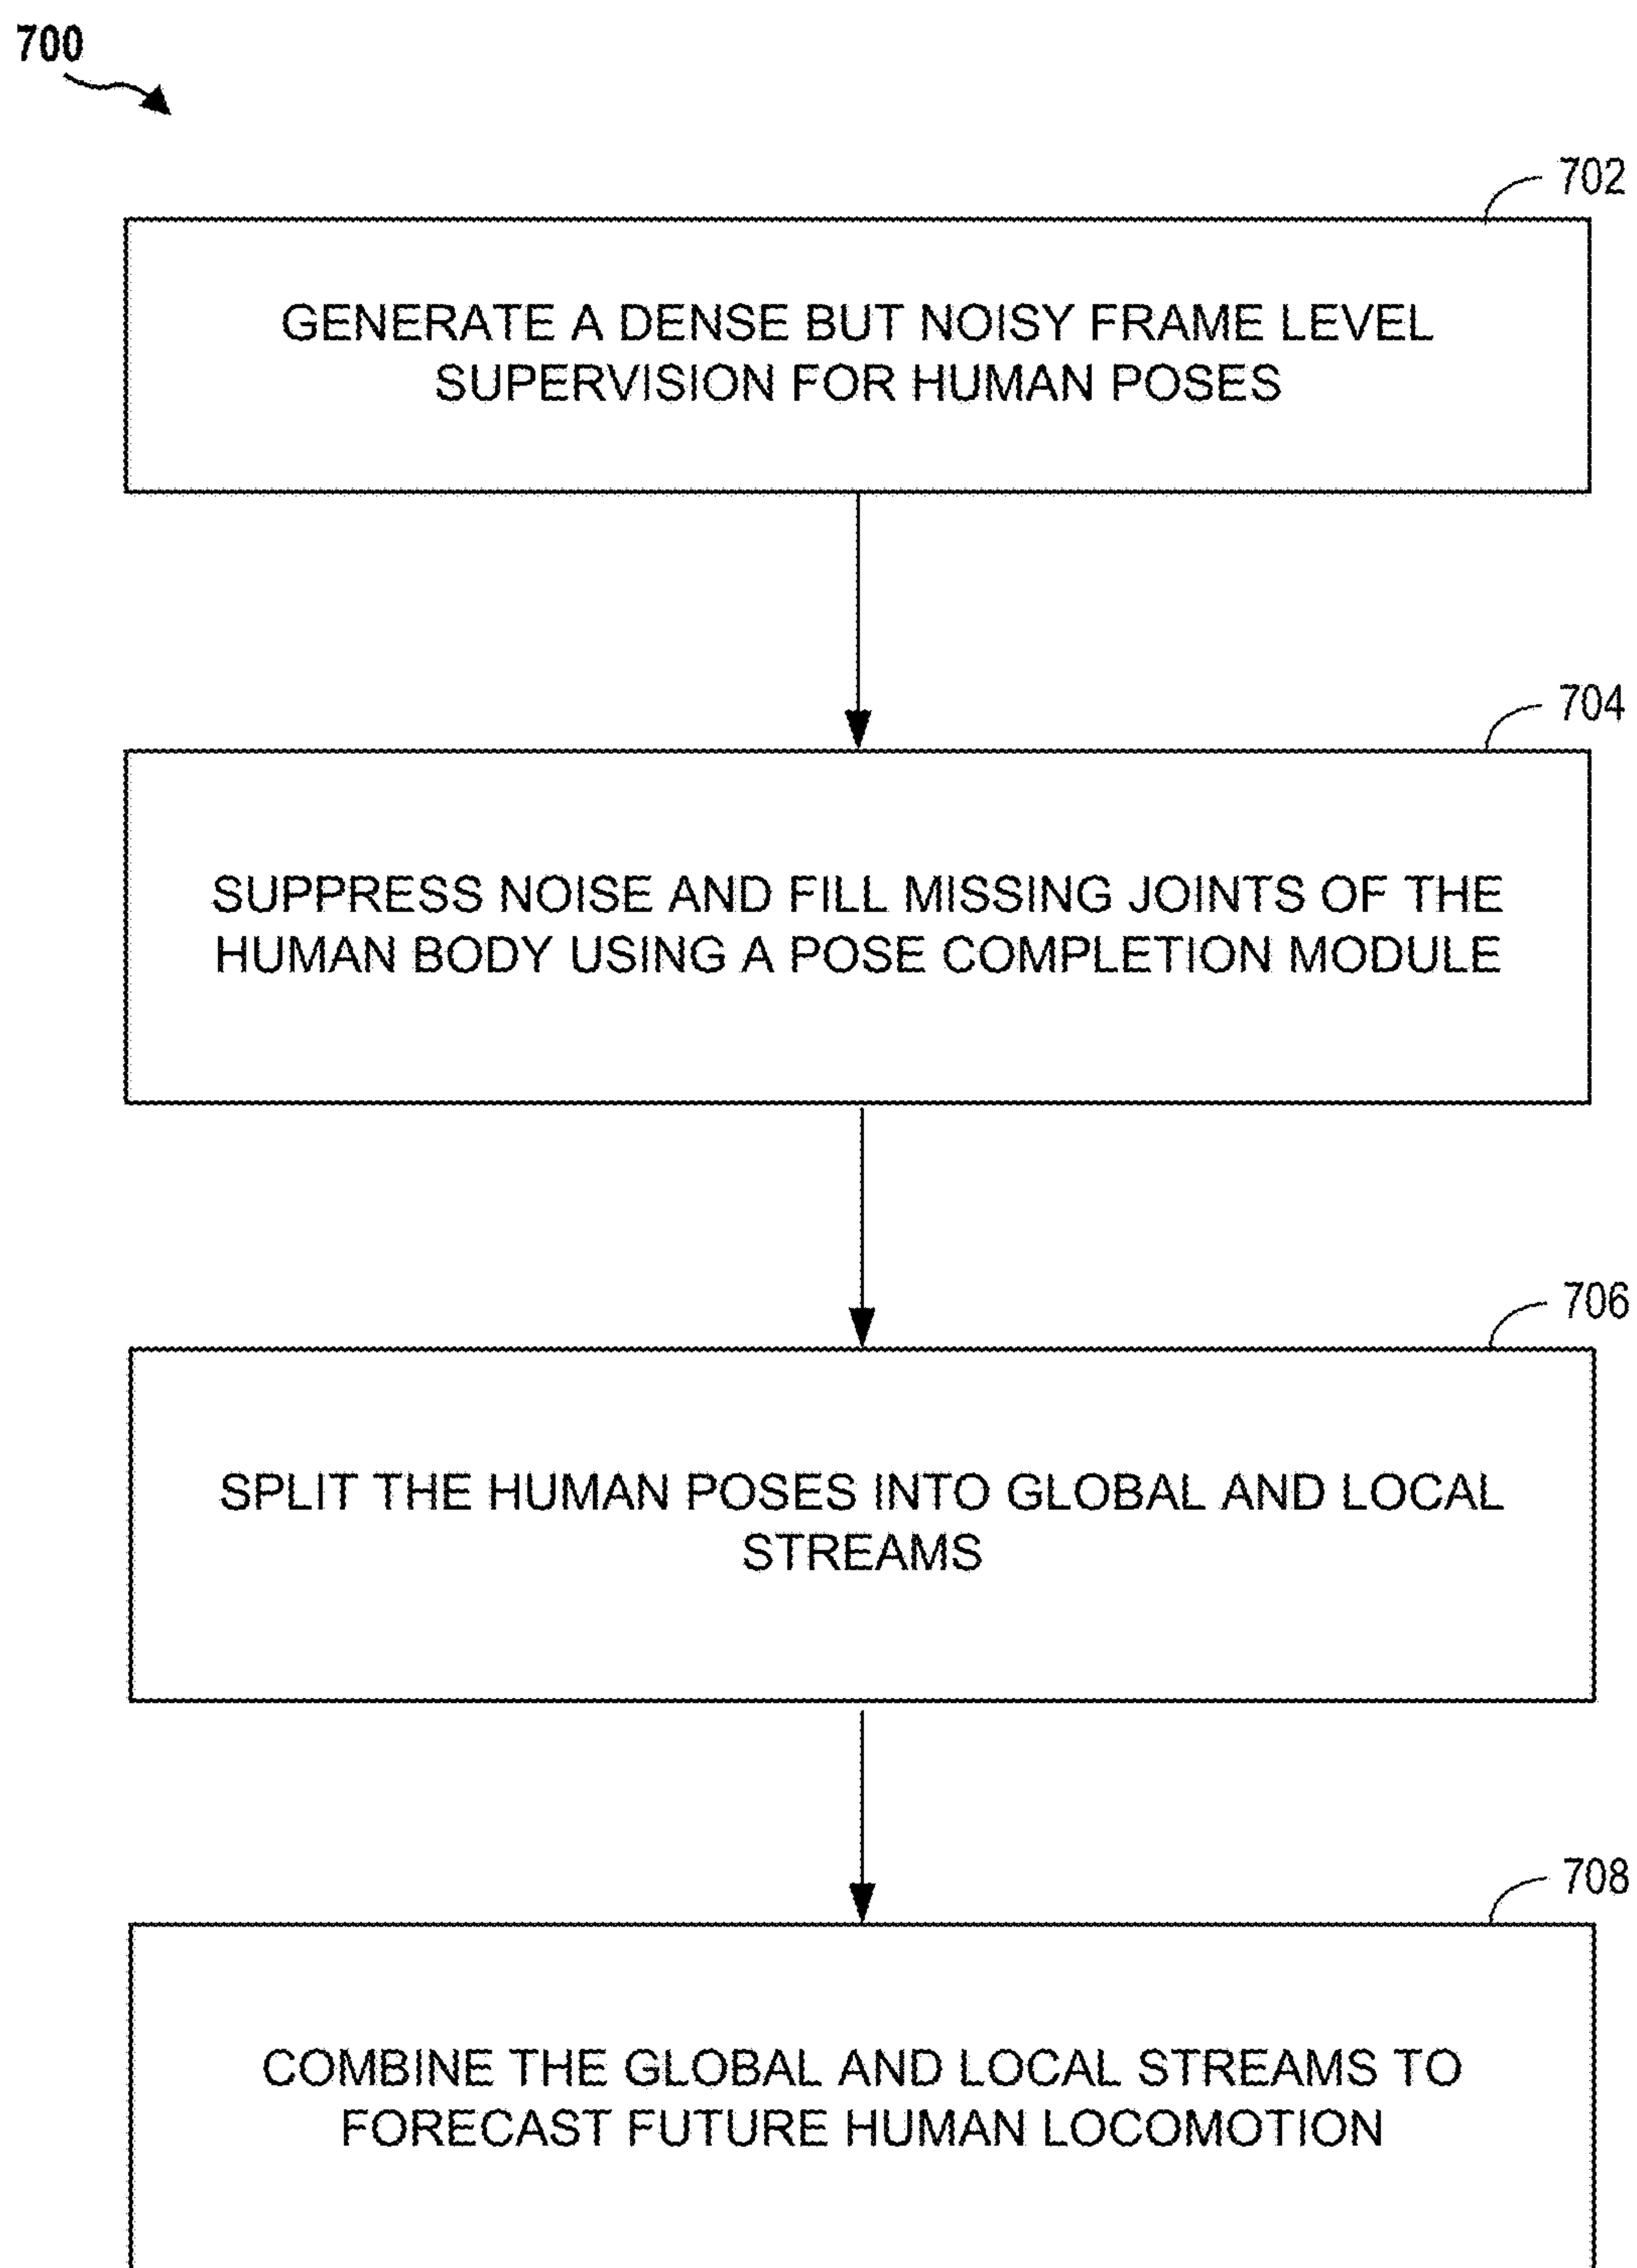 700
702
GENERATE A DENSE BUT NOISY FRAME LEVEL
SUPERVISION FOR HUMAN POSES
704
SUPPRESS NOISE AND FILL MISSING JOINTS OF THE
HUMAN BODY USING A POSE COMPLETION MODULE
706
SPLIT THE HUMAN POSES INTO GLOBAL AND LOCAL
STREAMS
708
COMBINE THE GLOBAL AND LOCAL STREAMS TO
FORECAST FUTURE HUMAN LOCOMOTION